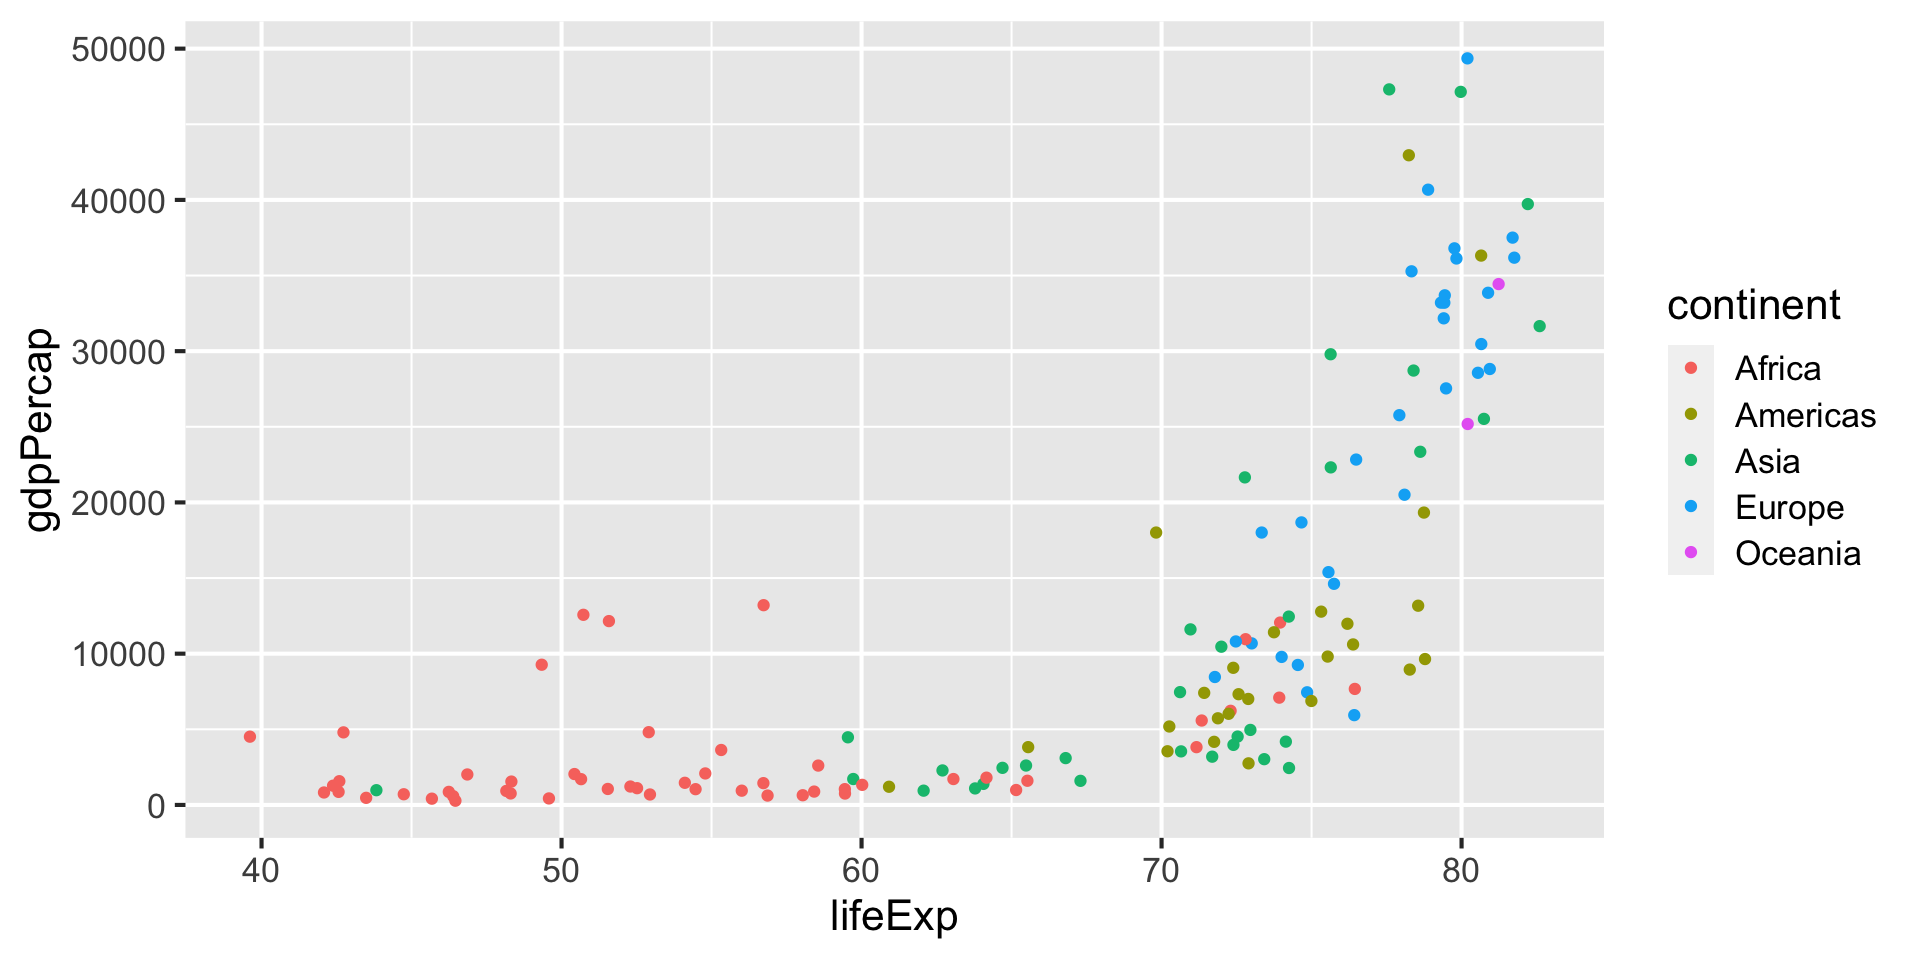 50000
40000
30000
20000
10000
0
gdpPercap
40 50 60 70 80
lifeExp
continent
Africa
Americas
Asia
Europe
Oceania